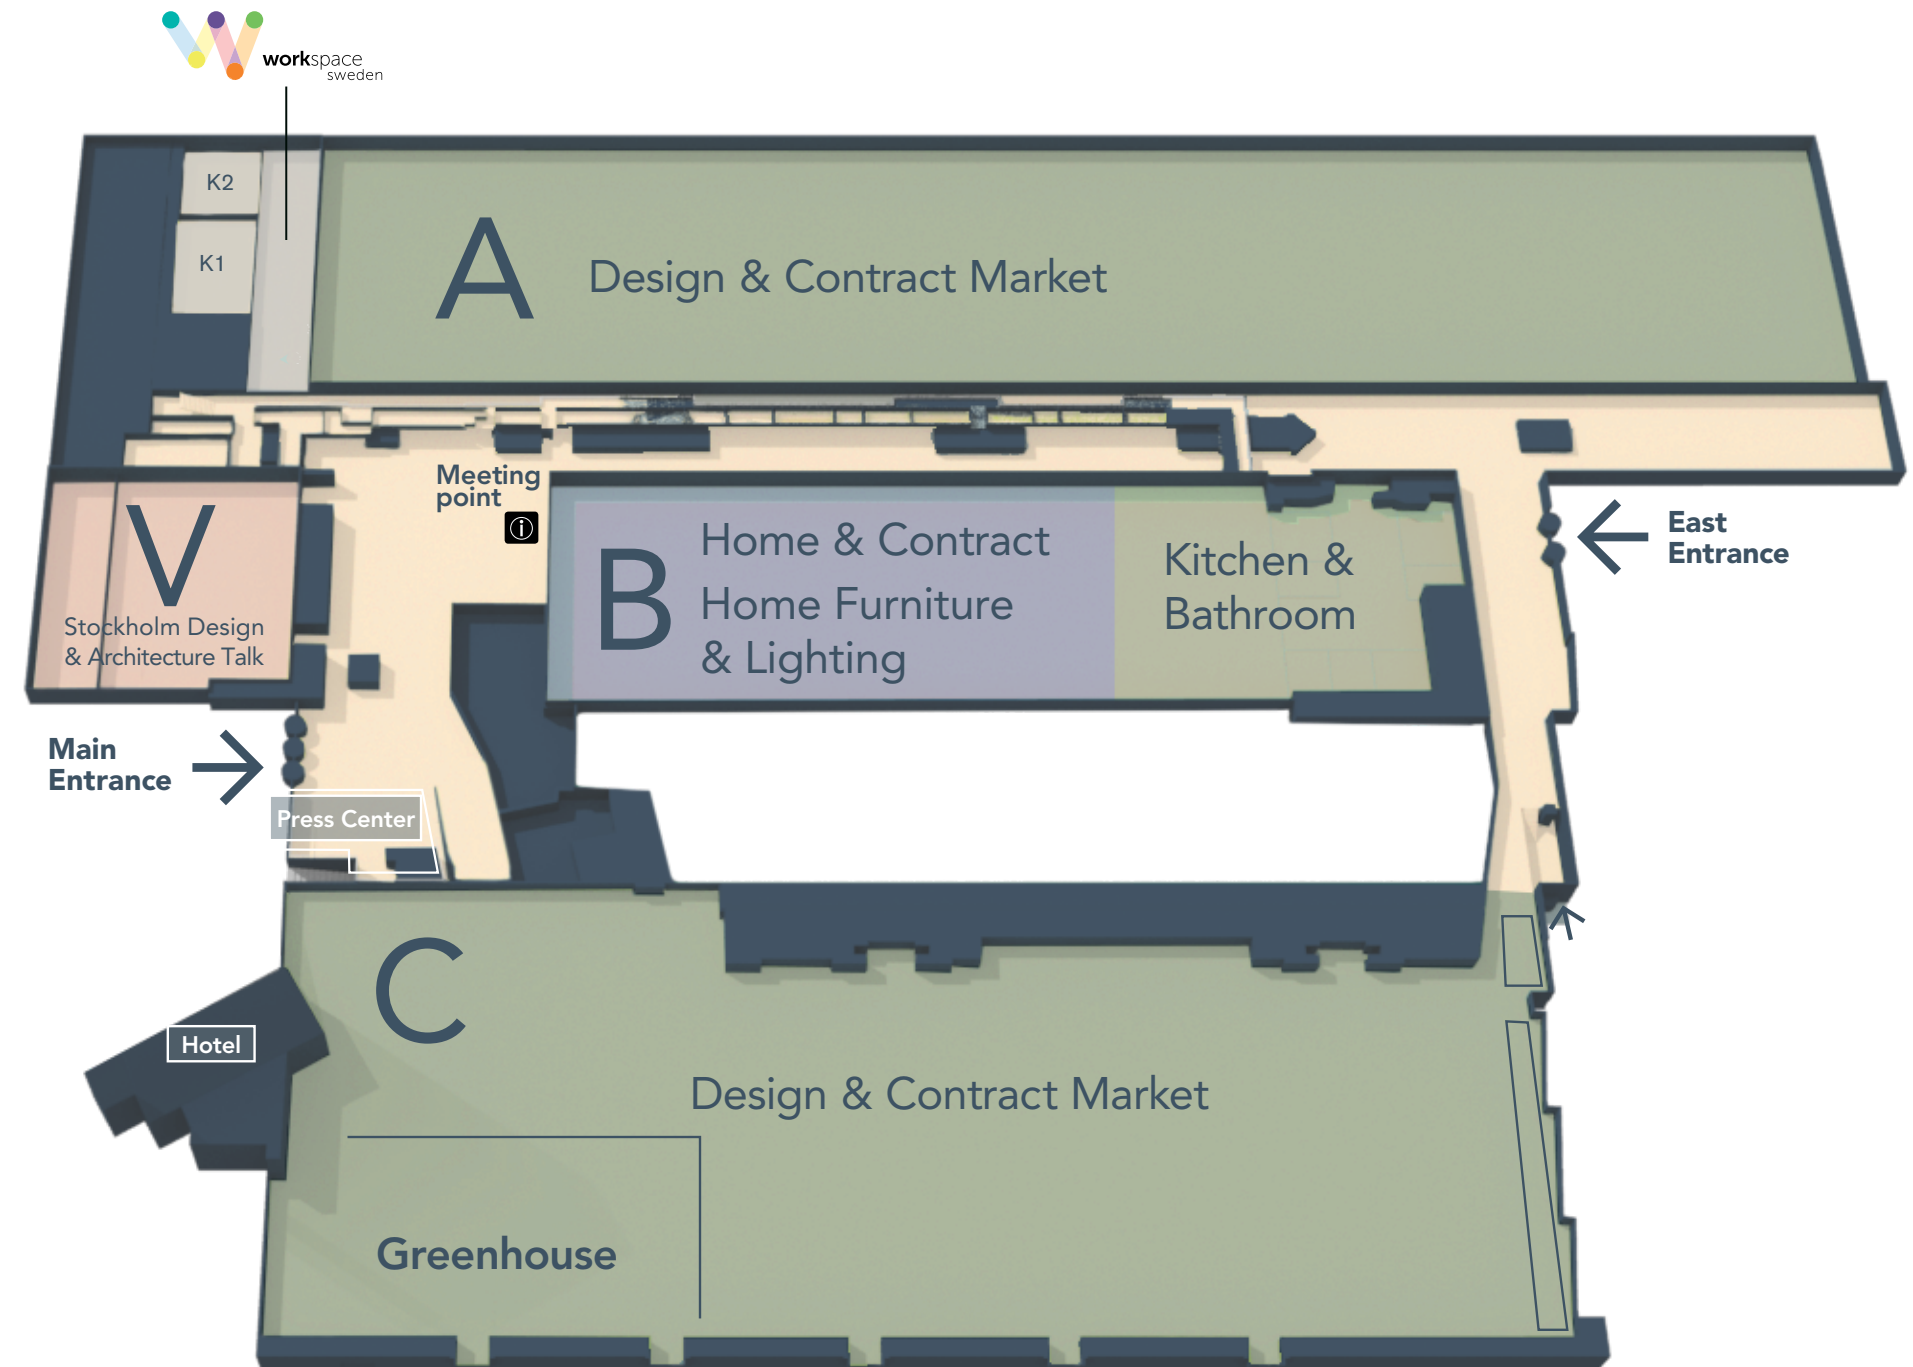 workspace
sweden
K2
K1
A
Design & Contract Market
Meeting
point
i
V
Stockholm Design
& Architecture Talk
B
Home & Contract
Home Furniture
& Lighting
Kitchen &
Bathroom
East
Entrance
Main
Entrance
Press Center
C
Hotel
Design & Contract Market
Greenhouse